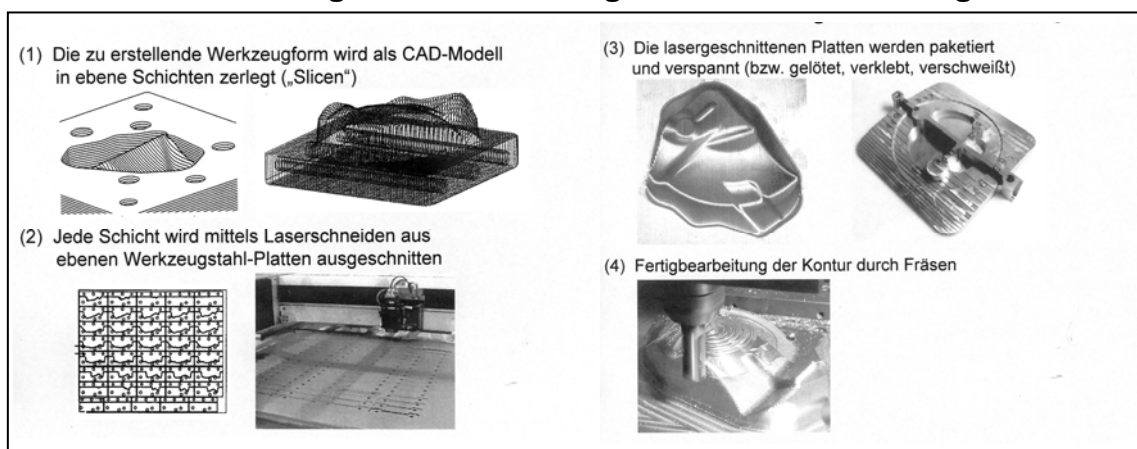 (1) Die zu erstellende Werkzeugform wird als CAD-Modell
in ebene Schichten zerlegt („Slicen“)
(2) Jede Schicht wird mittels Laserschneiden aus
ebenen Werkzeugstahl-Platten ausgeschnitten
(3) Die lasergeschnittenen Platten werden paketiert
und verspannt (bzw. gelötet, verklebt, verschweißt)
(4) Fertigbearbeitung der Kontur durch Fräsen